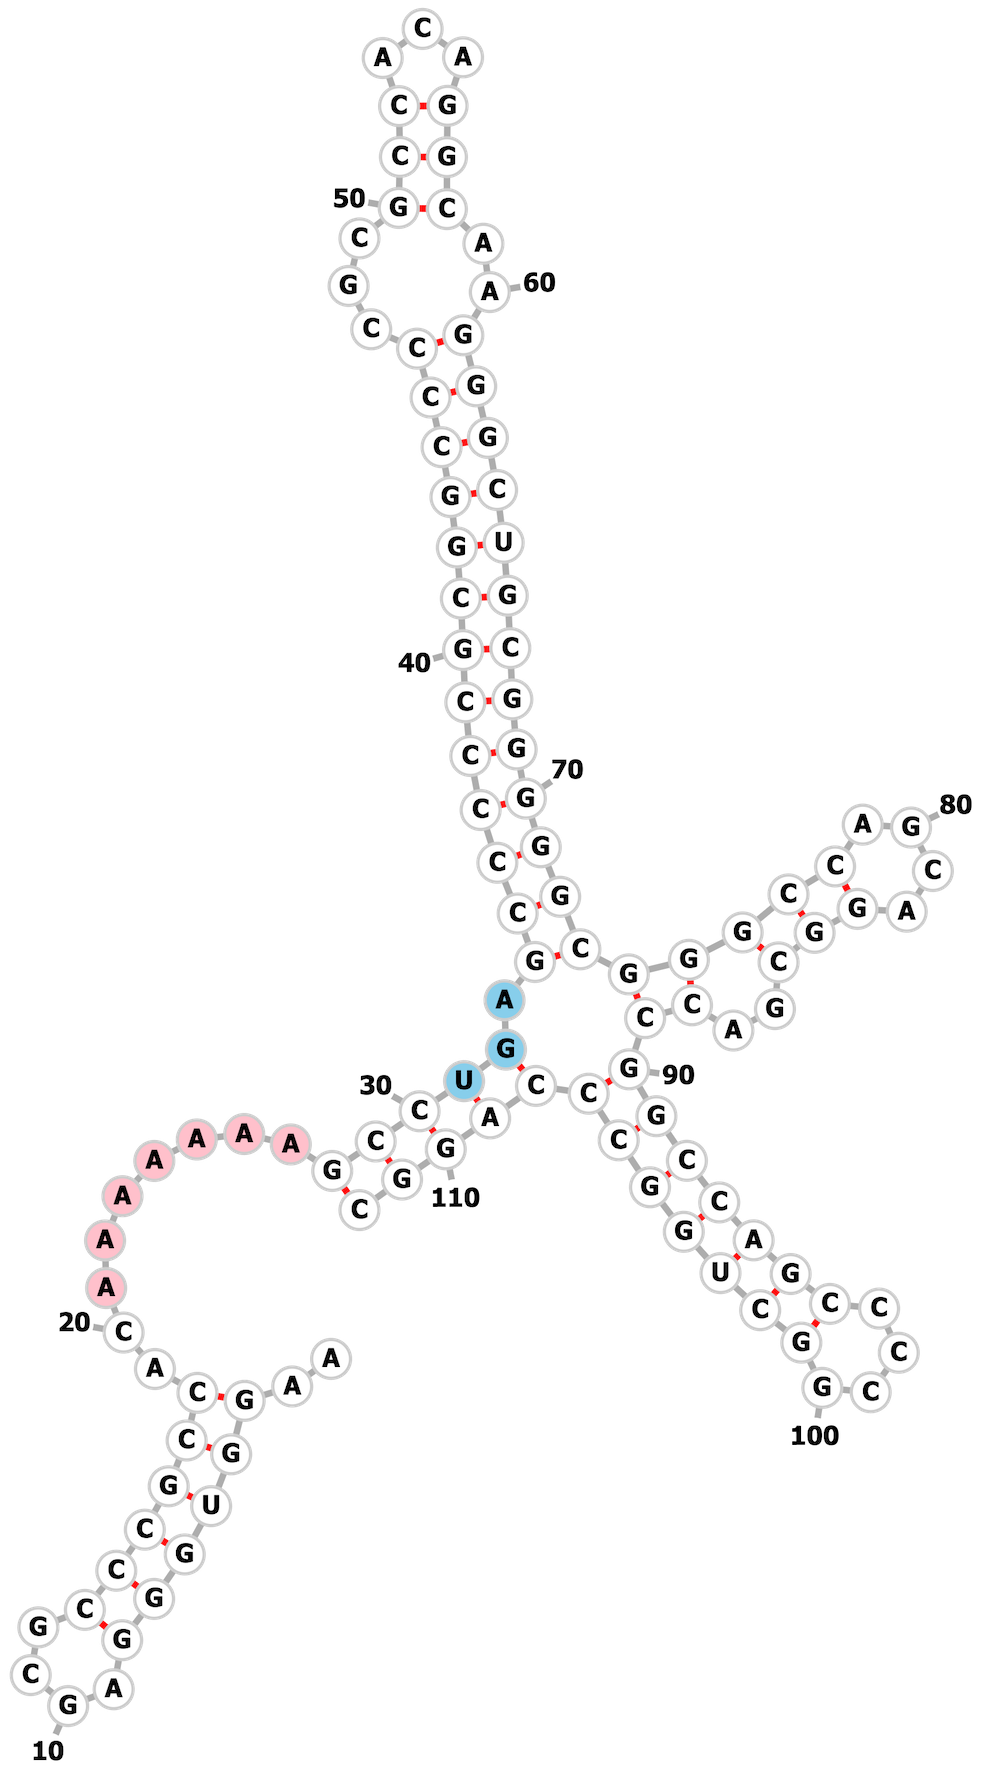 A A G G U G G G A G
10
C G C C C G C C A C
20
A A A A A A A G C C
30
U G A G C C C C C G
40
C G G C C C C G C G
50
C C A C A G G C A A
60
G G G C U G C G G G
70
G G C G G G C C A G
80
C A G G C G A C C G
90
G C C A G C C C C G
100
G C U G G C C C A G
110
G C